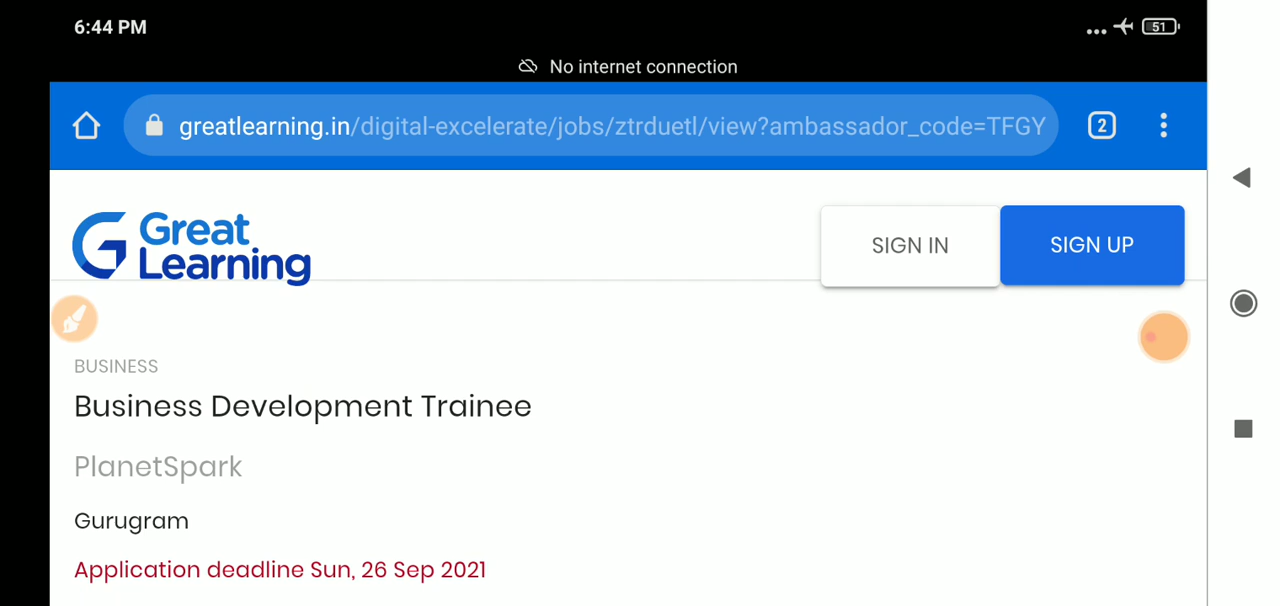 6:44 PM
51
No internet connection
greatlearning.in/digital-excelerate/jobs/ztrduetl/view?ambassador_code=TFGY
2
Great
Learning
SIGN IN
SIGN UP
BUSINESS
Business Development Trainee
PlanetSpark
Gurugram
Application deadline Sun, 26 Sep 2021